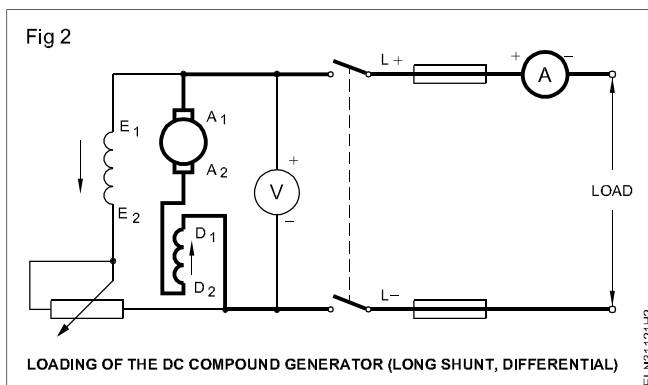 Fig 2
L +
+
−
A
E1
A1
E2
A2
+
V
−
LOAD
D1
D2
L−
LOADING OF THE DC COMPOUND GENERATOR (LONG SHUNT, DIFFERENTIAL)